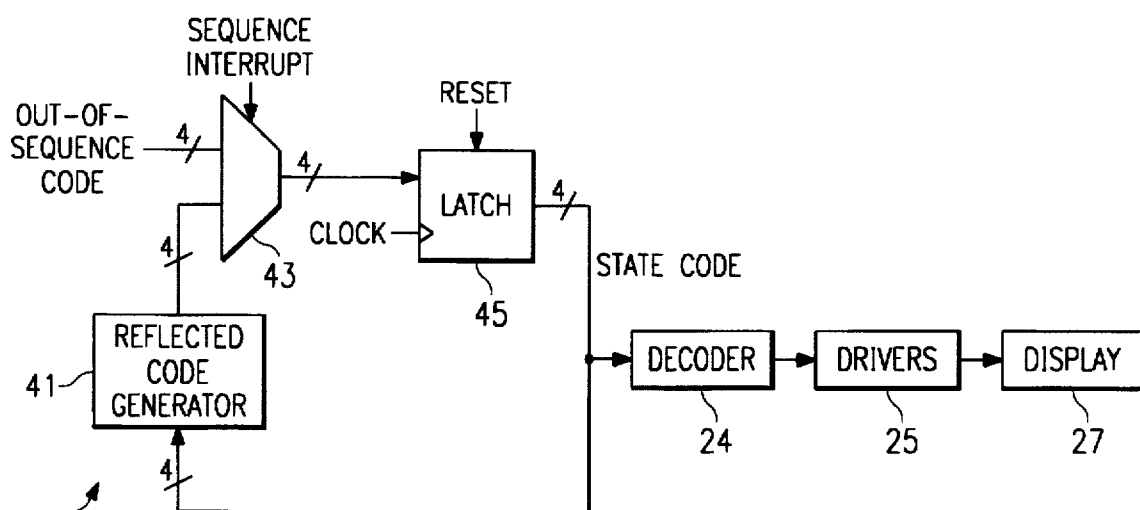 SEQUENCE
INTERRUPT
OUT-OF-
SEQUENCE
CODE
4
4
RESET
LATCH
CLOCK
4
43
45
4
STATE CODE
REFLECTED
CODE
GENERATOR
41
DECODER
DRIVERS
DISPLAY
24
25
27
4